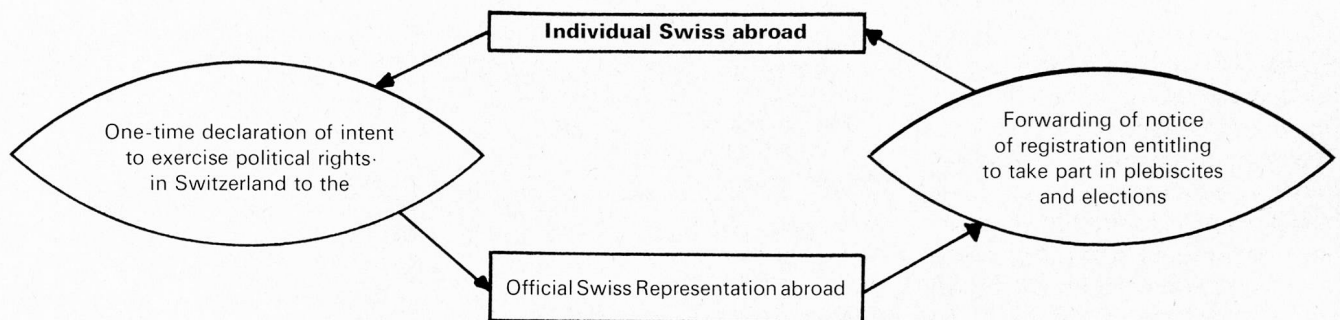 Individual Swiss abroad
One-time declaration of intent
to exercise political rights·
in Switzerland to the
Forwarding of notice
of registration entitling
to take part in plebiscites
and elections
Official Swiss Representation abroad